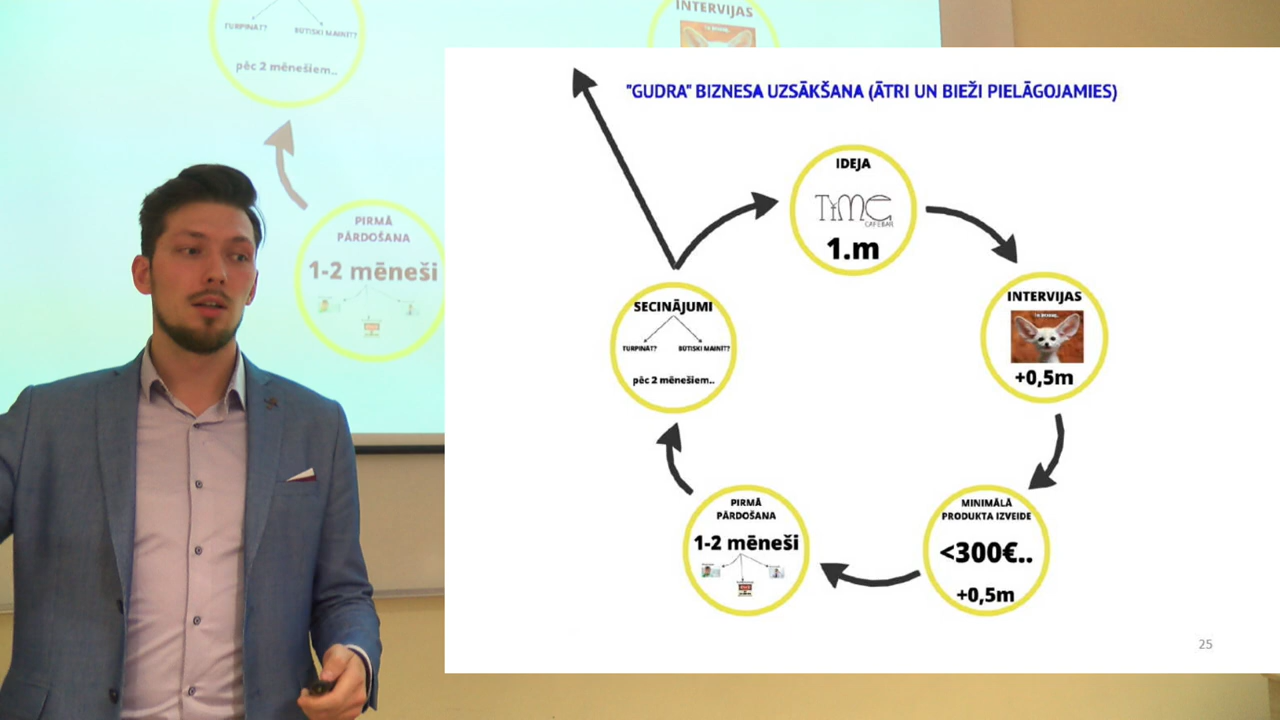 TURPINĀT?
BŪTISKI MAINĪT?
pēc 2 mēnešiem..
INTERVIJAS
PIRMĀ
PĀRDOŠANA
1-2 mēneši
"GUDRA" BIZNESA UZSĀKŠANA (ĀTRI UN BIEŽI PIELĀGOJAMIES)
IDEJA
TIME
CAFEBAR
1.m
INTERVIJAS
+0,5m
MINIMĀLĀ
PRODUKTA IZVEIDE
<300€..
+0,5m
PIRMĀ
PĀRDOŠANA
1-2 mēneši
SECINĀJUMI
TURPINĀT?
BŪTISKI MAINĪT?
pēc 2 mēnešiem..
25